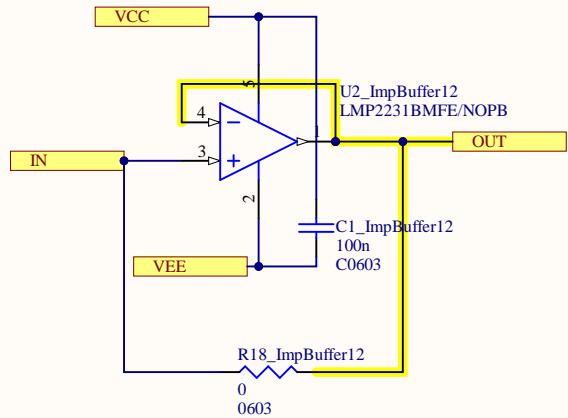 VCC
5
U2_ImpBuffer12
LMP2231BMFE/NOPB
4
1
OUT
3
IN
2
C1_ImpBuffer12
100n
C0603
VEE
R18_ImpBuffer12
0
0603